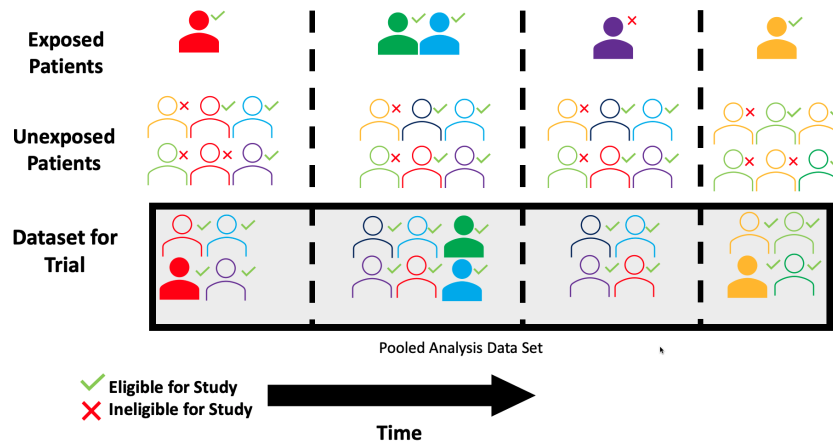 Exposed
Patients
Unexposed
Patients
Dataset for
Trial
Pooled Analysis Data Set
Eligible for Study
Ineligible for Study
Time